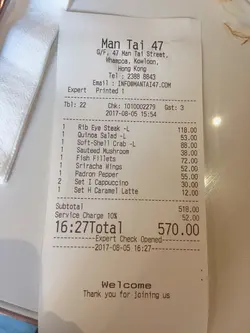 Man Tai 47
G/F, 47 Man Tai Street,
Whampoa, Kowloon,
Hong Kong
Tel : 2388 8843
Email : INFO@MANTAI47.COM
Expert Printed 1
Tbl: 22 Chk: 1010002279 Gst: 3
2017-08-05 15:54
1 Rib Eye Steak -L 118.00
1 Quinoa Salad -L 53.00
1 Soft-Shell Crab -L 88.00
1 Sauteed Mushroom 38.00
1 Fish Fillets 72.00
1 Sriracha Wings 52.00
1 Padron Pepper 55.00
2 Set I Cappuccino 30.00
1 Set H Caramel Latte 12.00
Subtotal 518.00
Service Charge 10% 52.00
16:27Total 570.00
Expert Check Opened
2017-08-05 16:27
Welcome
Thank you for joining us